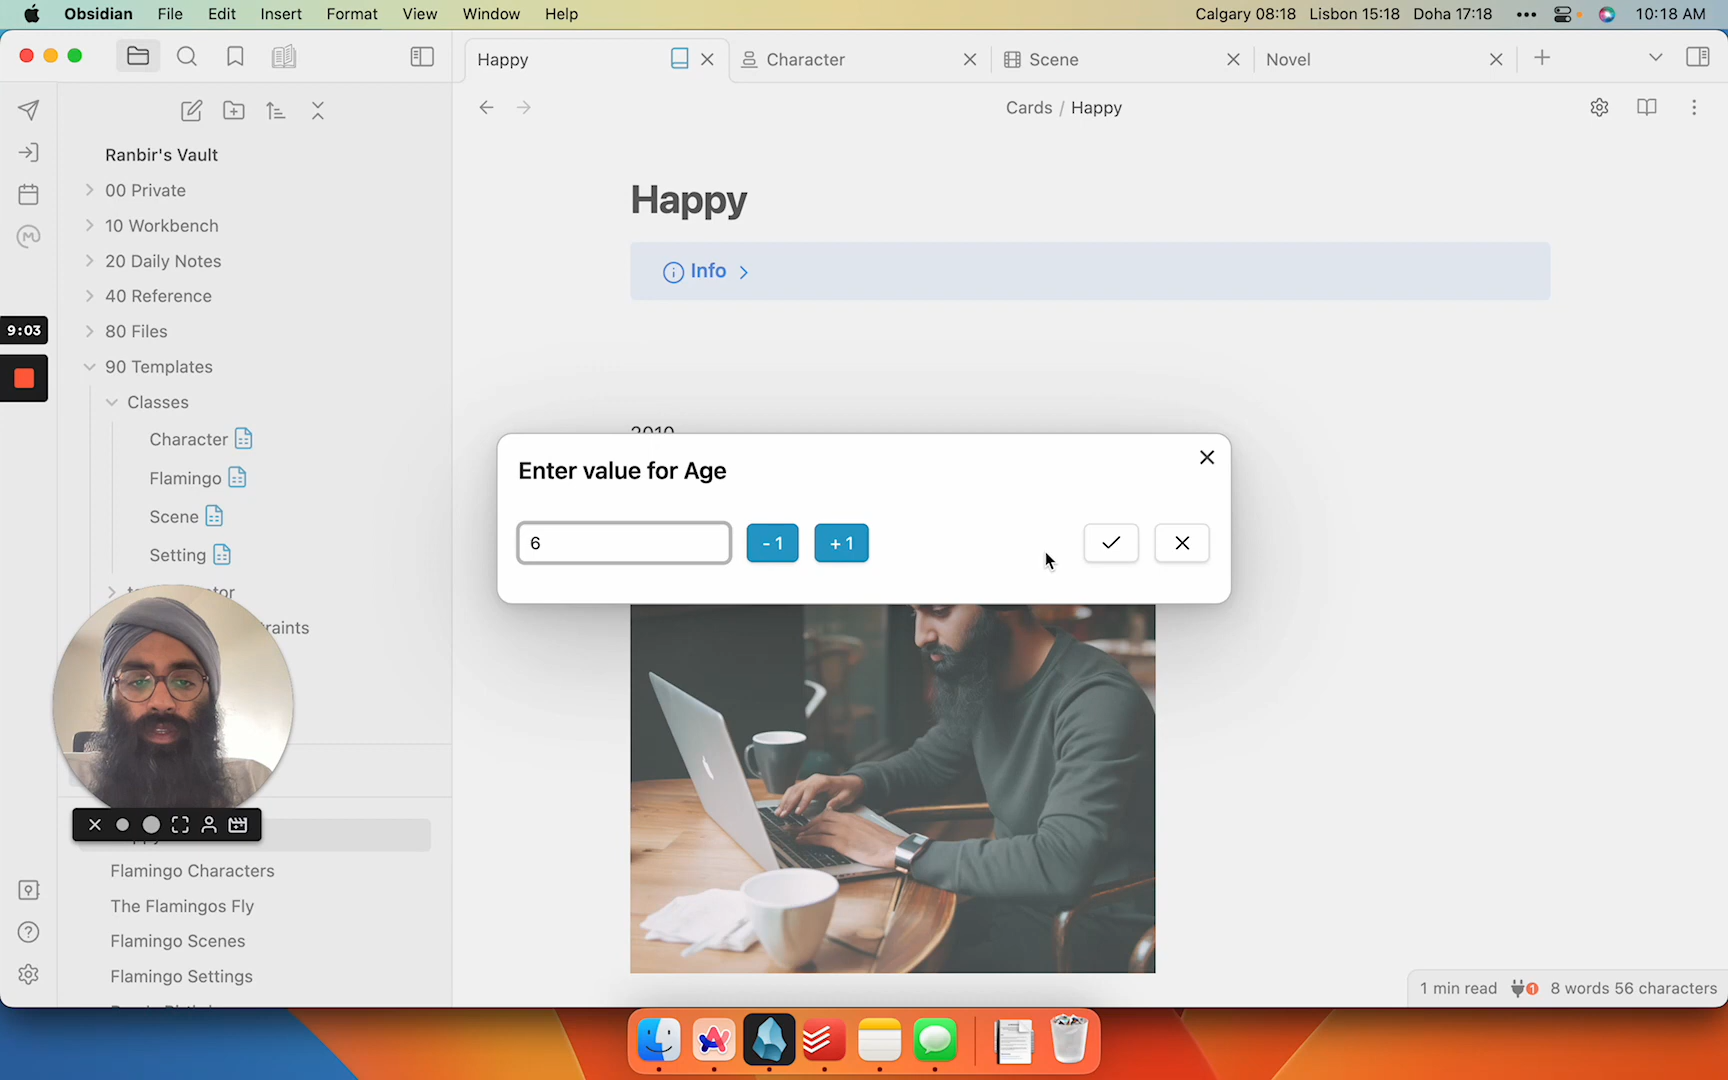 Obsidian File Edit Insert Format View Window Help
Calgary 08:18 Lisbon 15:18 Doha 17:18 10:18 AM
Happy
Character
Scene
Novel
Cards / Happy
Ranbir's Vault
00 Private
10 Workbench
20 Daily Notes
40 Reference
80 Files
90 Templates
Classes
Character
Flamingo
Scene
Setting
9:03
Happy
Info
2010
Enter value for Age
6
- 1
+ 1
Flamingo Characters
The Flamingos Fly
Flamingo Scenes
Flamingo Settings
1 min read 1 8 words 56 characters